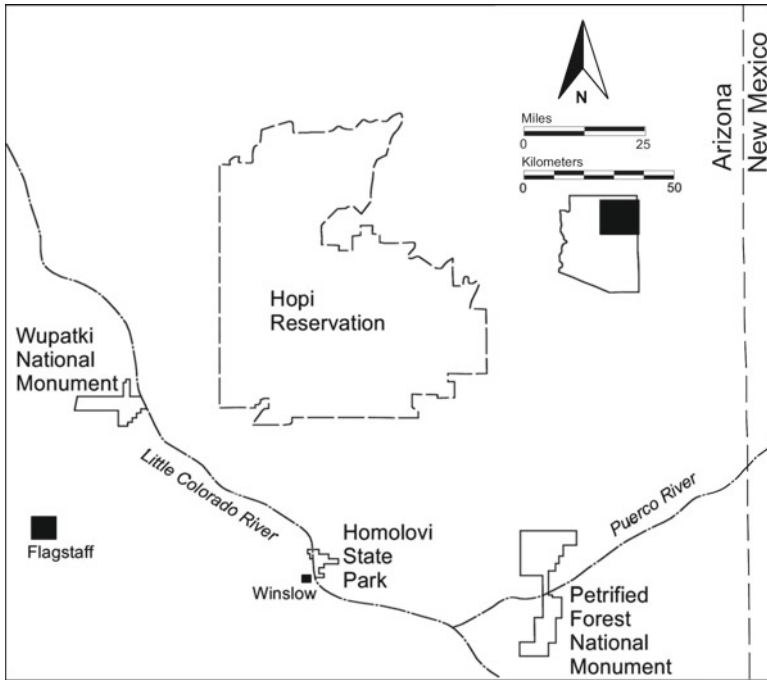 N
Miles
0 25
Kilometers
0 50
Arizona
New Mexico
Hopi
Reservation
Wupatki
National
Monument
Little Colorado River
Puerco River
Flagstaff
Homolovi
State
Park
Winslow
Petrified
Forest
National
Monument